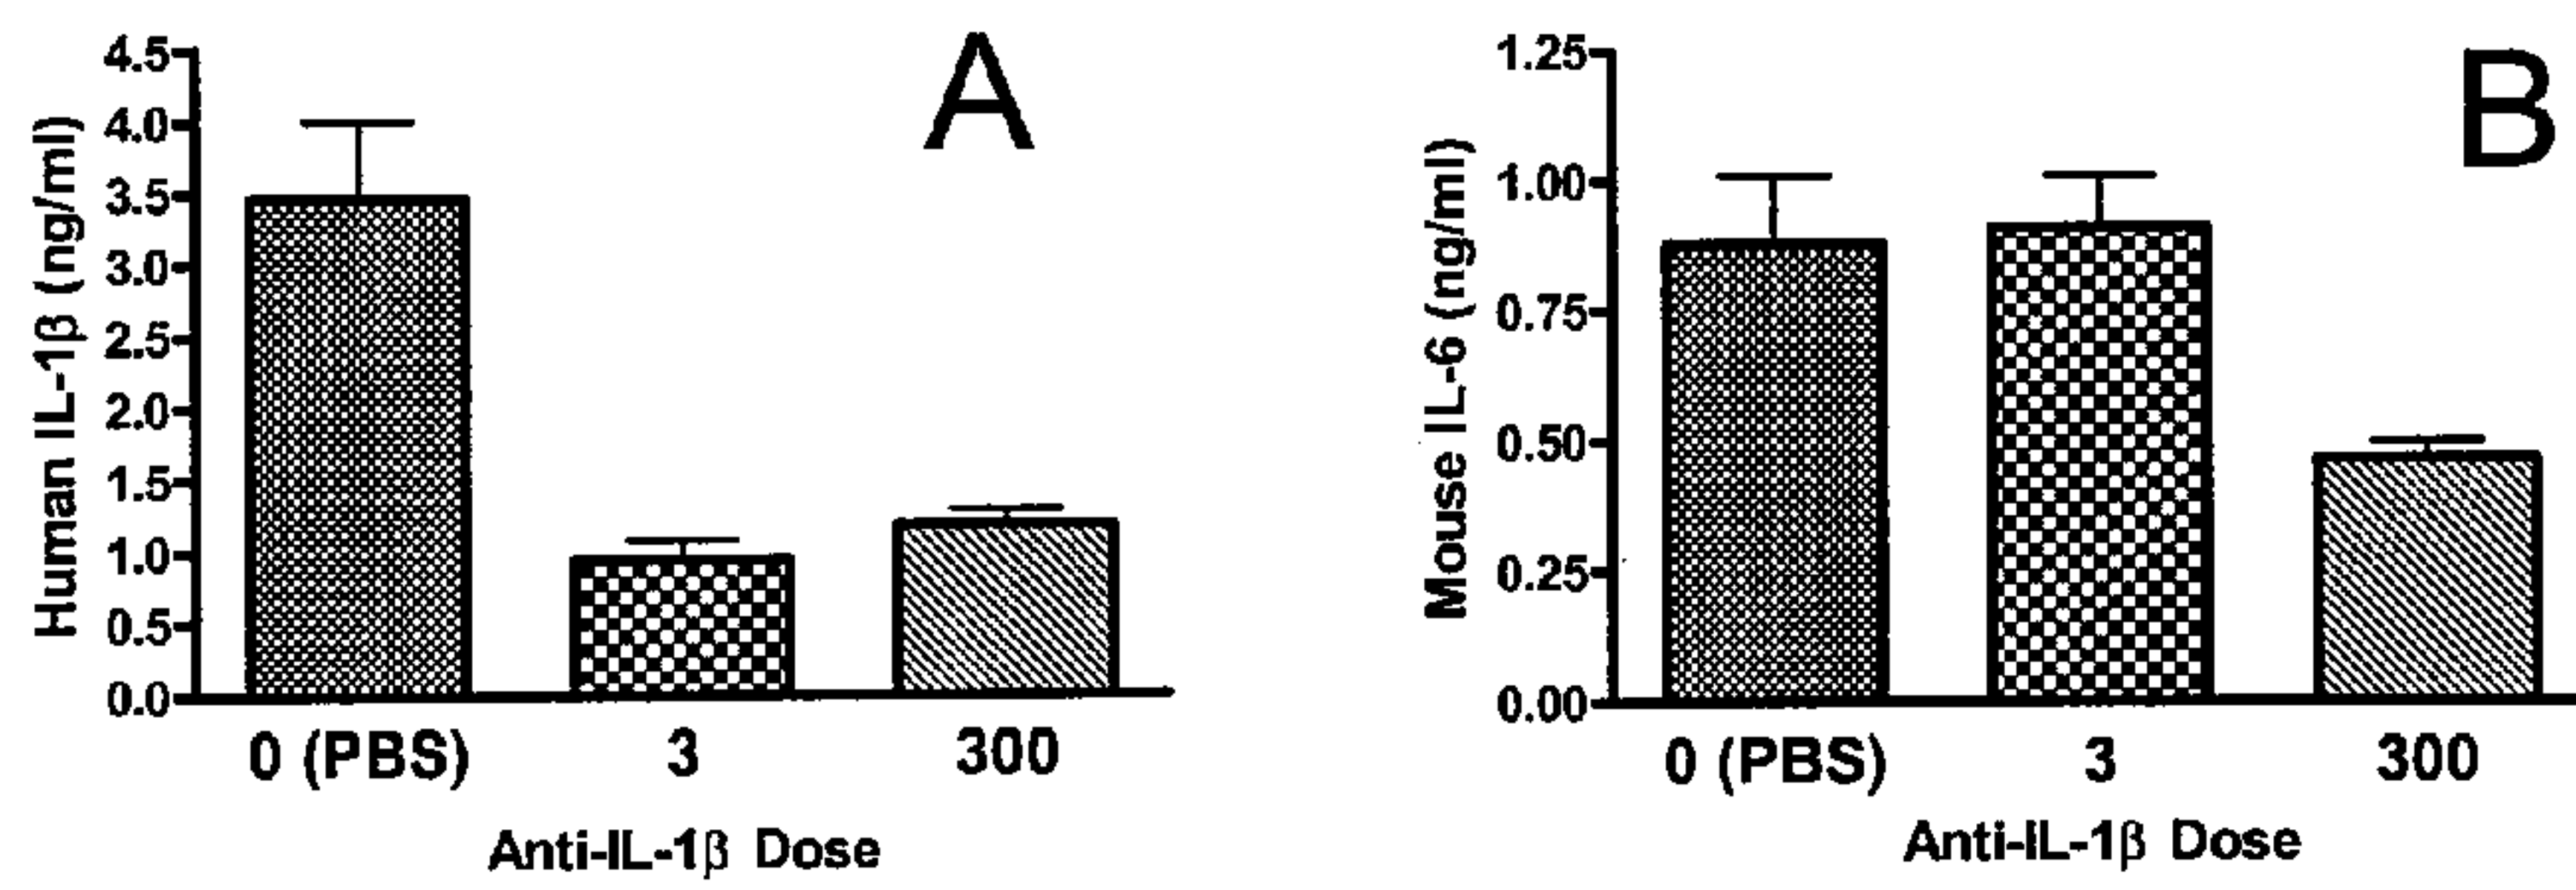 A
Human IL-1β (ng/ml)
4.5
4.0
3.5
3.0
2.5
2.0
1.5
1.0
0.5
0.0
0 (PBS) 3 300
Anti-IL-1β Dose
B
Mouse IL-6 (ng/ml)
1.25
1.00
0.75
0.50
0.25
0.00
0 (PBS) 3 300
Anti-IL-1β Dose